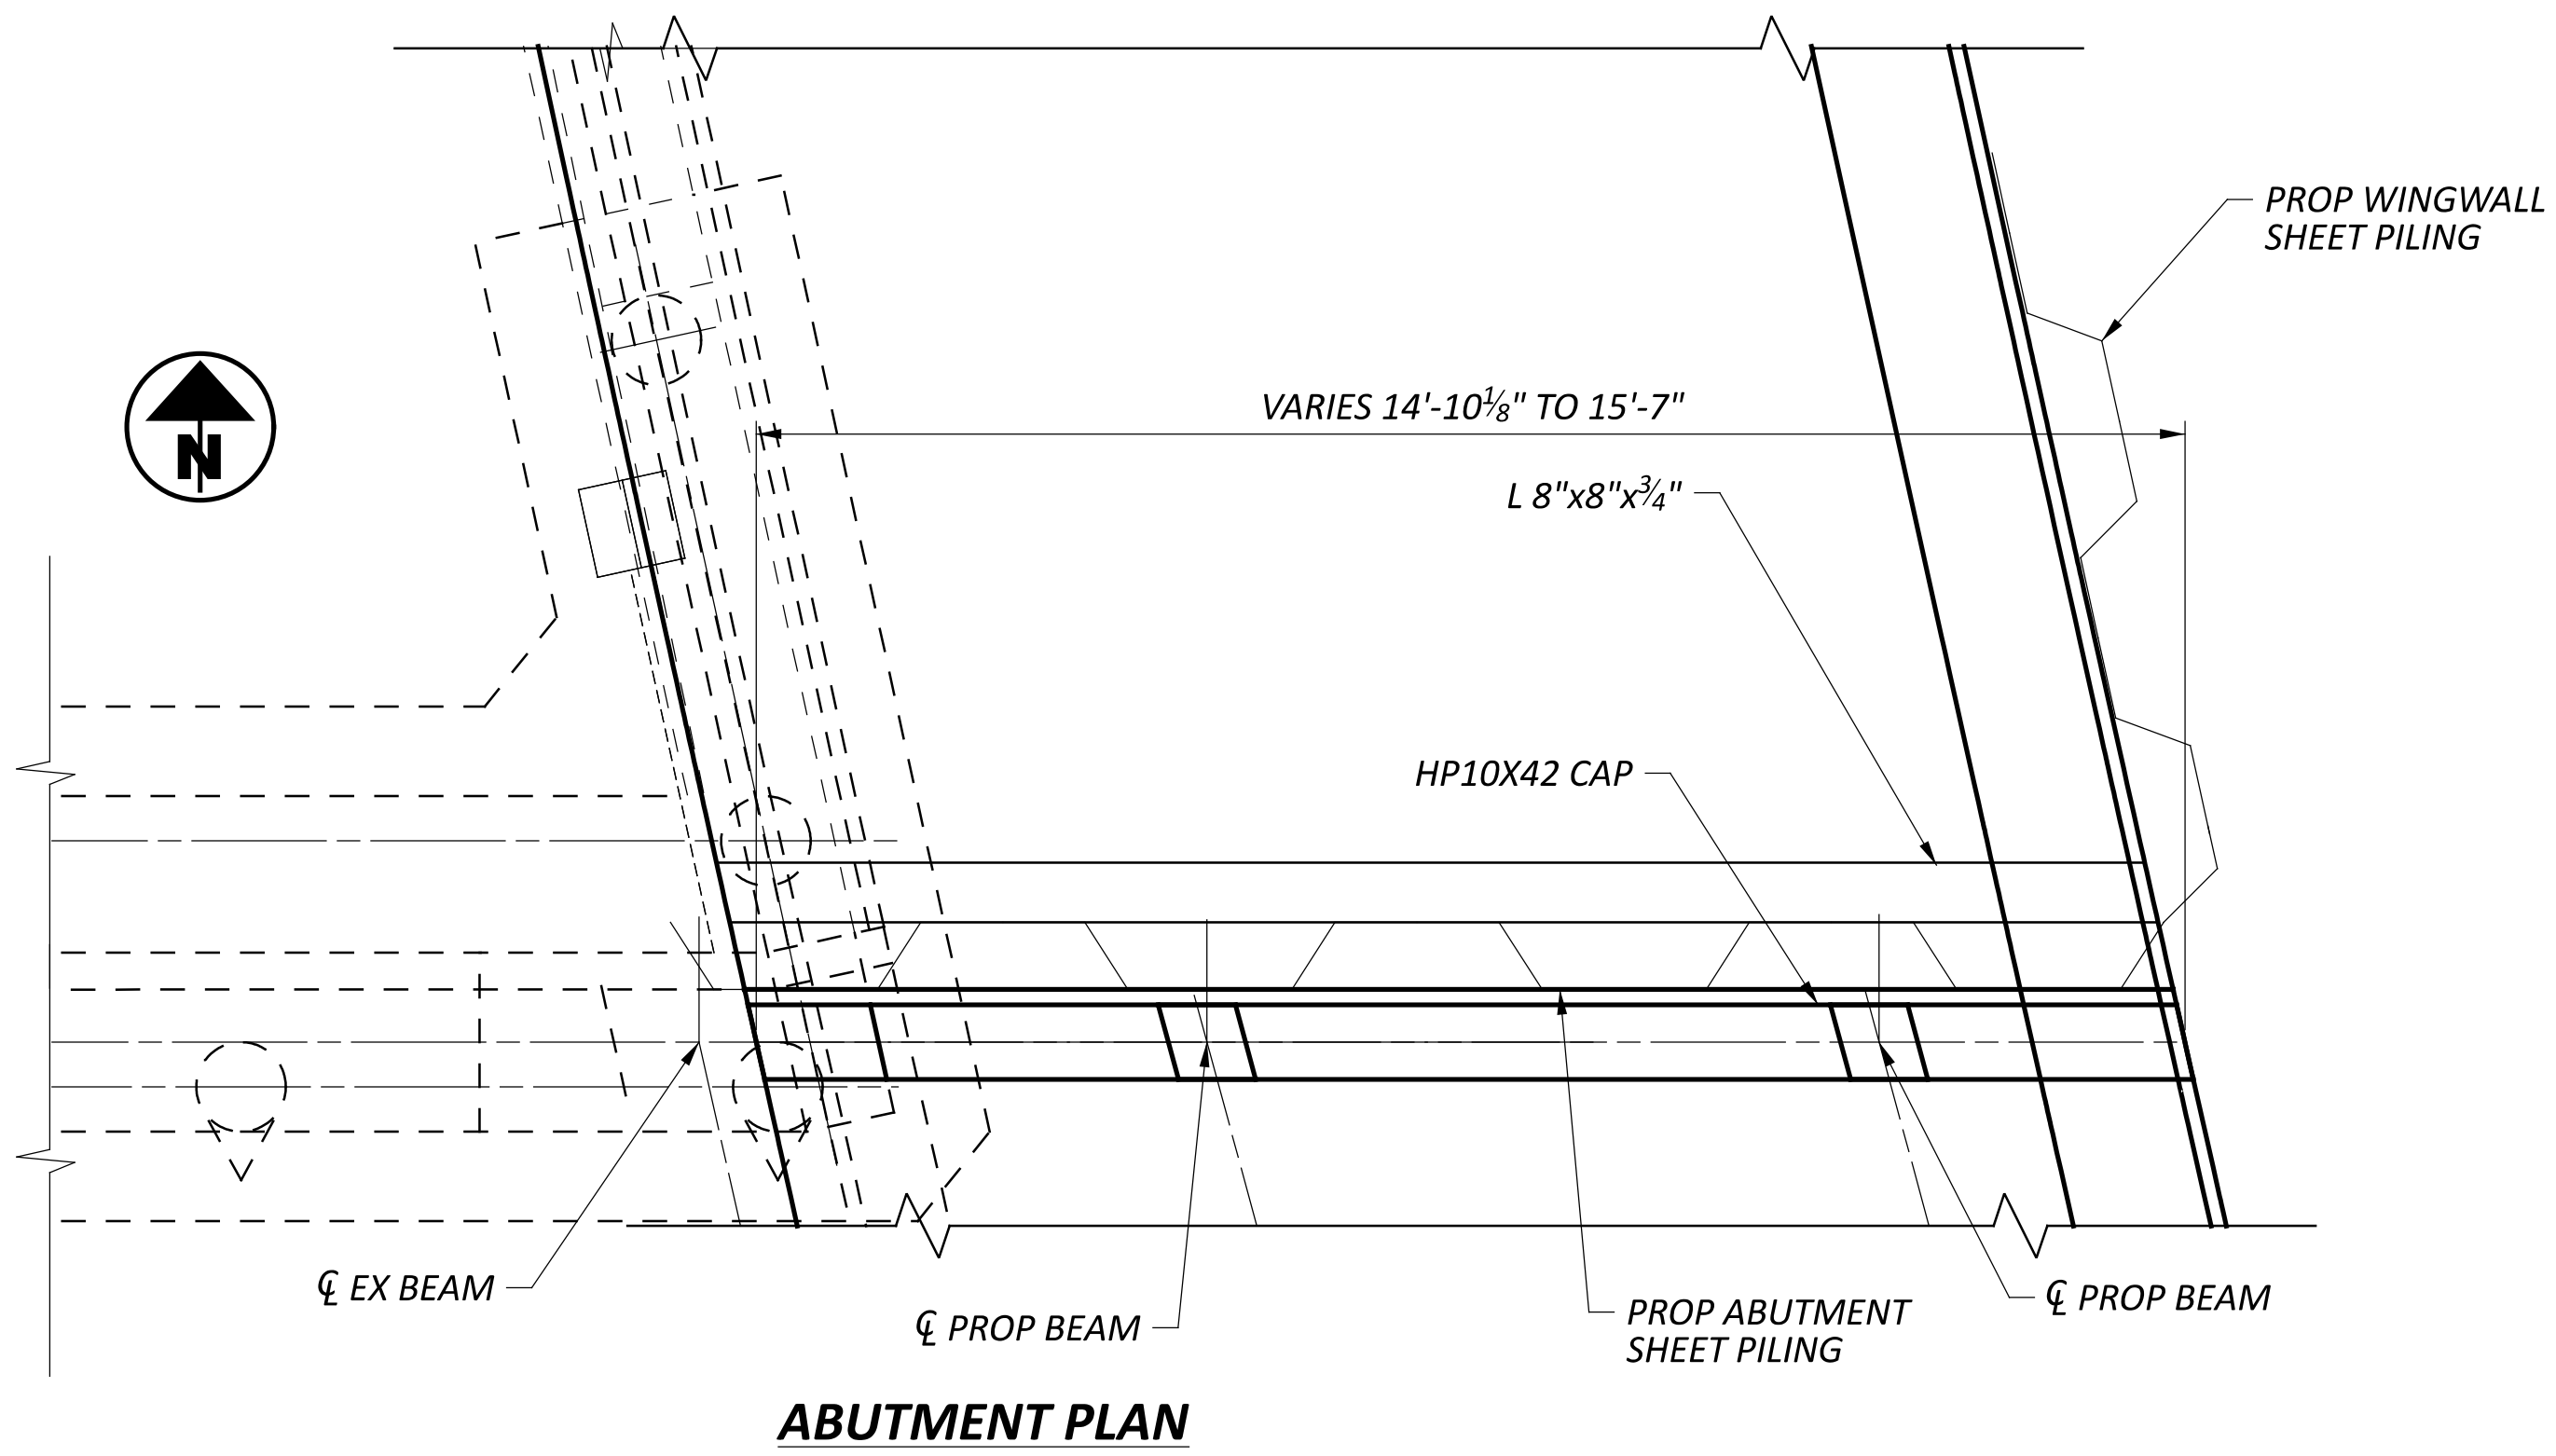 PROP WINGWALL
SHEET PILING
VARIES 14'-10⅛" TO 15'-7"
N
L 8"x8"x¾"
HP10X42 CAP
℄ EX BEAM
℄ PROP BEAM
PROP ABUTMENT
SHEET PILING
℄ PROP BEAM
ABUTMENT PLAN